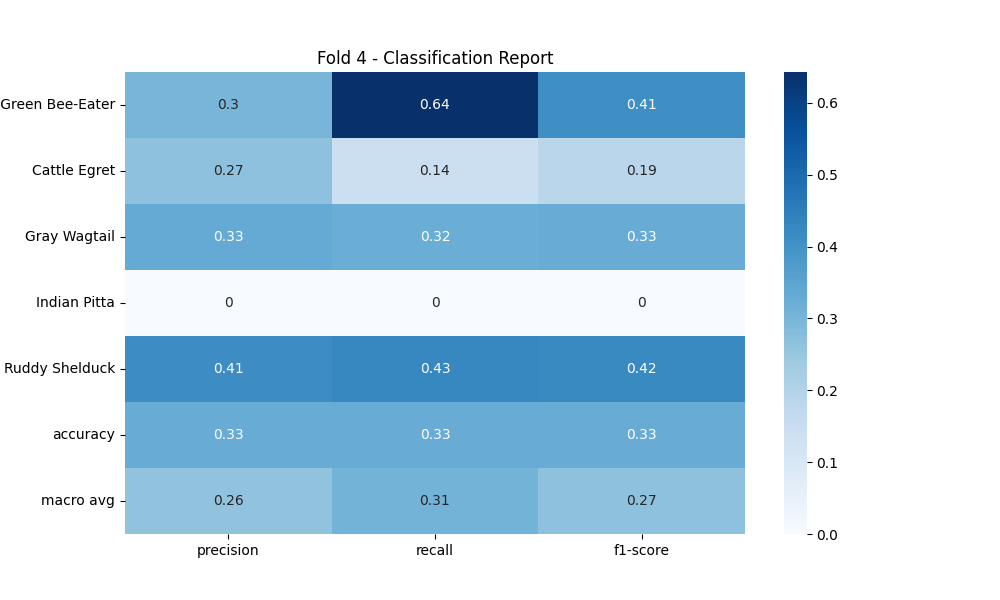 Fold 4 - Classification Report
Green Bee-Eater 0.3 0.64 0.41
Cattle Egret 0.27 0.14 0.19
Gray Wagtail 0.33 0.32 0.33
Indian Pitta 0 0 0
Ruddy Shelduck 0.41 0.43 0.42
accuracy 0.33 0.33 0.33
macro avg 0.26 0.31 0.27
precision recall f1-score
0.6
0.5
0.4
0.3
0.2
0.1
0.0